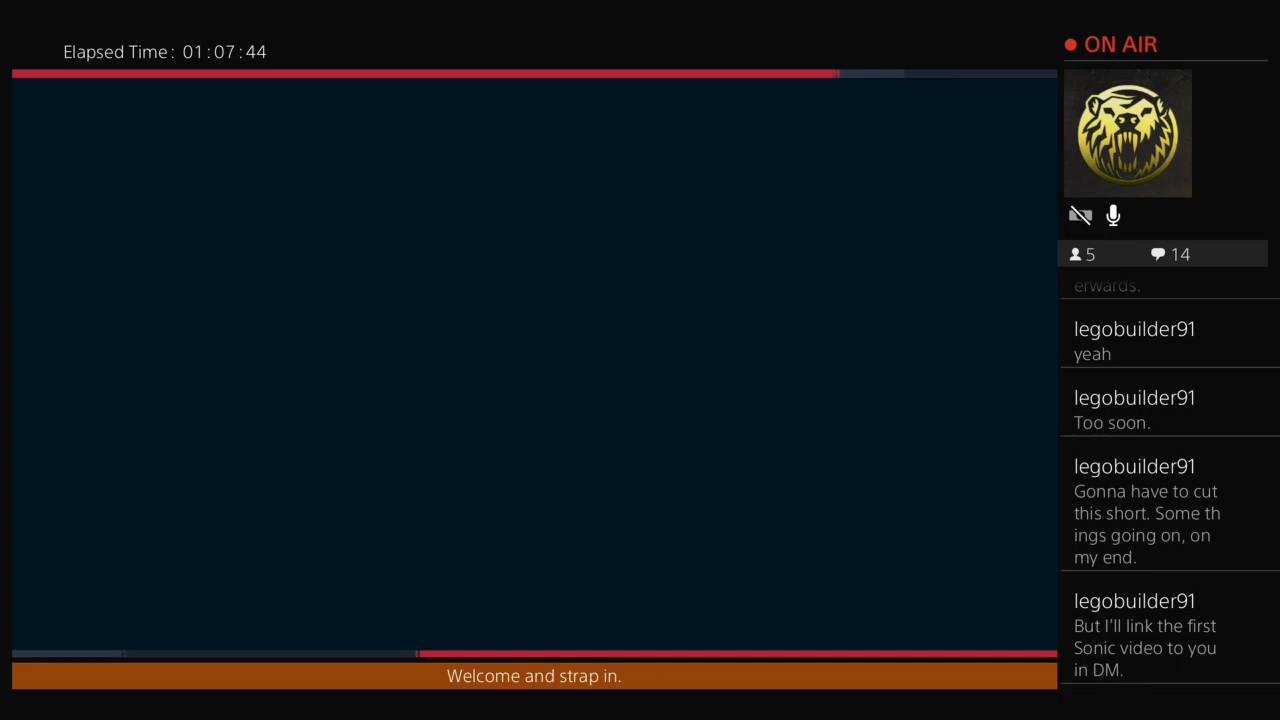 Elapsed Time: 01:07:44
ON AIR
5
14
erwards.
legobuilder91
yeah
legobuilder91
Too soon.
legobuilder91
Gonna have to cut
this short. Some th
ings going on, on
my end.
legobuilder91
But I'll link the first
Sonic video to you
in DM.
Welcome and strap in.